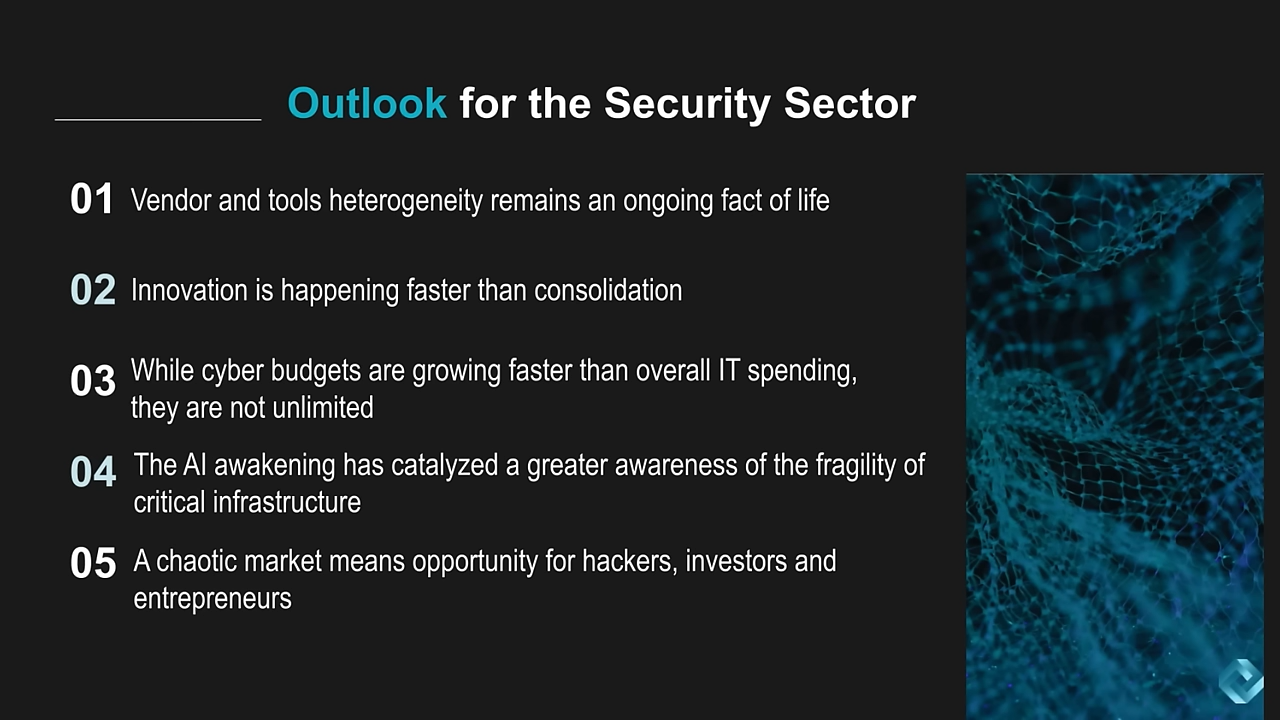 Outlook for the Security Sector
01 Vendor and tools heterogeneity remains an ongoing fact of life
02 Innovation is happening faster than consolidation
03 While cyber budgets are growing faster than overall IT spending,
they are not unlimited
04 The AI awakening has catalyzed a greater awareness of the fragility of
critical infrastructure
05 A chaotic market means opportunity for hackers, investors and
entrepreneurs